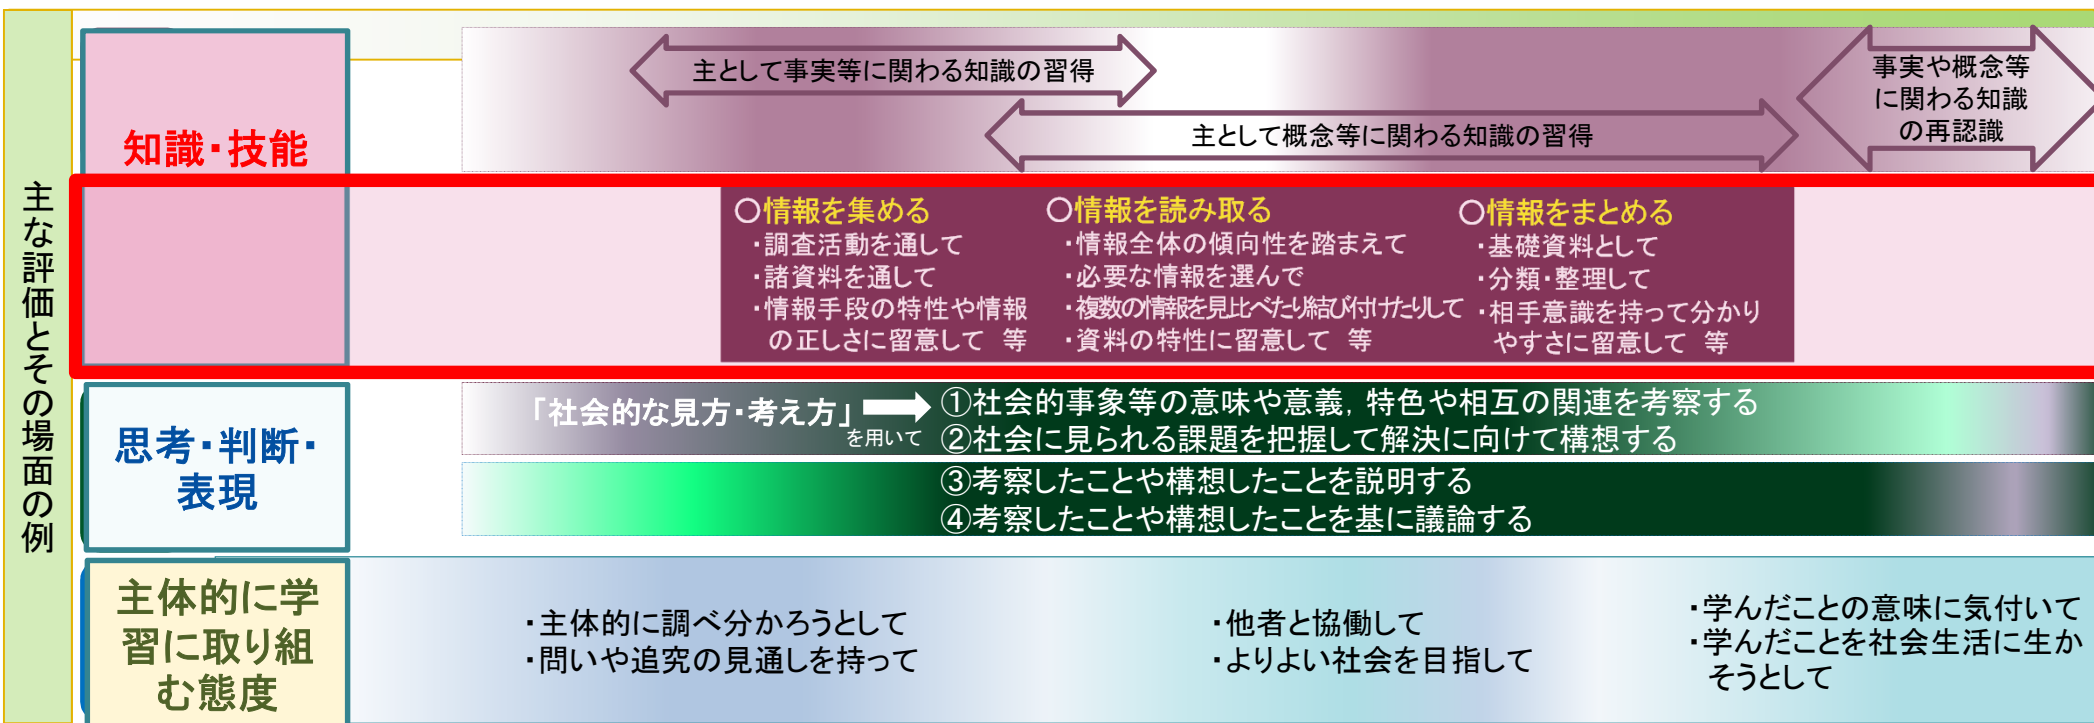 主な評価とその場面の例
知識・技能
主として事実等に関わる知識の習得
主として概念等に関わる知識の習得
事実や概念等
に関わる知識
の再認識
○情報を集める
・調査活動を通して
・諸資料を通して
・情報手段の特性や情報
の正しさに留意して　等
○情報を読み取る
・情報全体の傾向性を踏まえて
・必要な情報を選んで
・複数の情報を見比べたり結び付けたりして
・資料の特性に留意して　等
○情報をまとめる
・基礎資料として
・分類・整理して
・相手意識を持って分かり
やすさに留意して　等
思考・判断・
表現
「社会的な見方・考え方」
を用いて
①社会的事象等の意味や意義，特色や相互の関連を考察する
②社会に見られる課題を把握して解決に向けて構想する
③考察したことや構想したことを説明する
④考察したことや構想したことを基に議論する
主体的に学
習に取り組
む態度
・主体的に調べ分かろうとして
・問いや追究の見通しを持って
・他者と協働して
・よりよい社会を目指して
・学んだことの意味に気付いて
・学んだことを社会生活に生か
そうとして